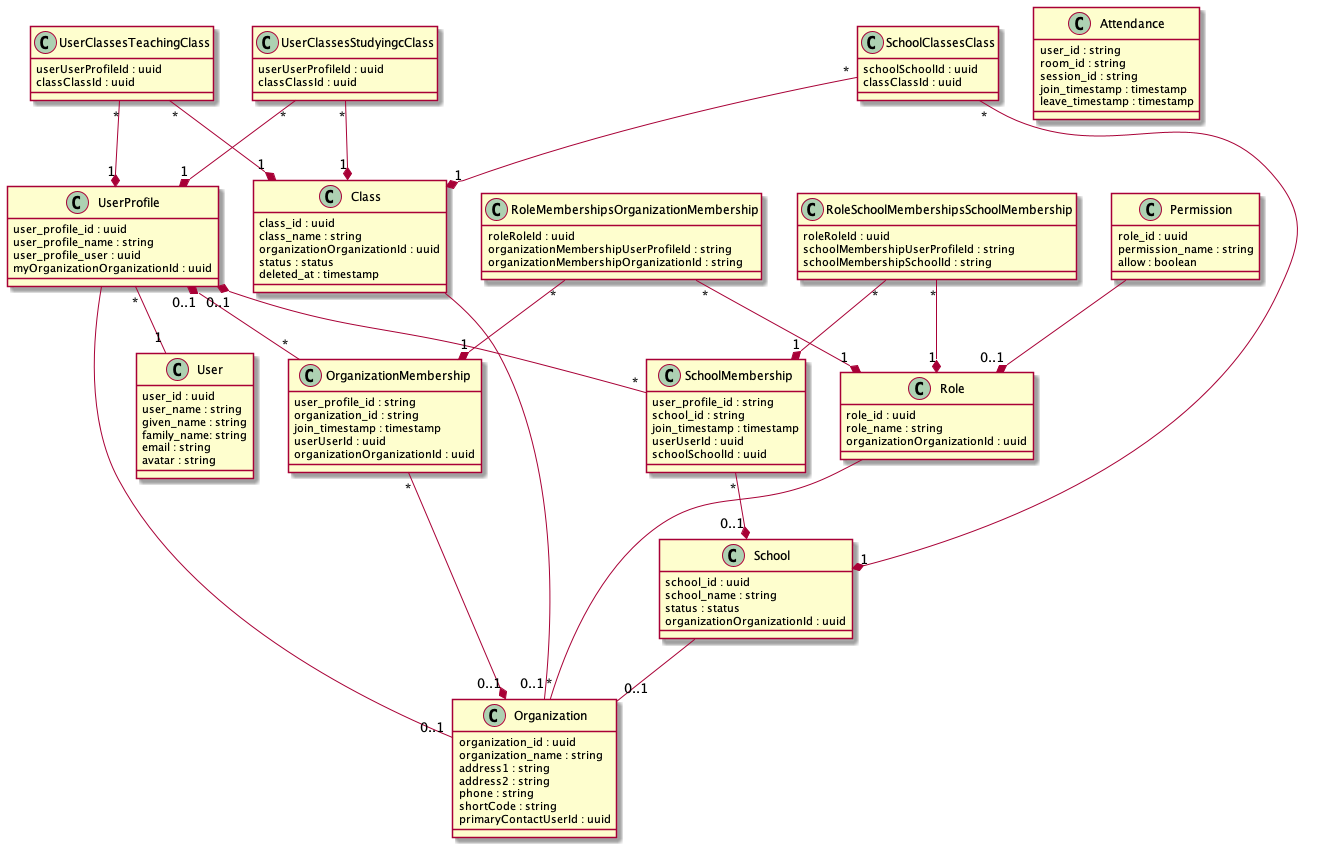 C UserClassesTeachingClass
userUserProfileId : uuid
classClassId : uuid
C UserClassesStudyingcClass
userUserProfileId : uuid
classClassId : uuid
C SchoolClassesClass
schoolSchoolId : uuid
classClassId : uuid
C Attendance
user_id : string
room_id : string
session_id : string
join_timestamp : timestamp
leave_timestamp : timestamp
*
*
*
*
*
*
1
1
1
1
1
C UserProfile
user_profile_id : uuid
user_profile_name : string
user_profile_user : uuid
myOrganizationOrganizationId : uuid
C Class
class_id : uuid
class_name : string
organizationOrganizationId : uuid
status : status
deleted_at : timestamp
C RoleMembershipsOrganizationMembership
roleRoleId : uuid
organizationMembershipUserProfileId : string
organizationMembershipOrganizationId : string
C RoleSchoolMembershipsSchoolMembership
roleRoleId : uuid
schoolMembershipUserProfileId : string
schoolMembershipSchoolId : string
C Permission
role_id : uuid
permission_name : string
allow : boolean
*
0..1
0..1
*
*
*
*
1
*
1
*
1
1
1
0..1
C User
user_id : uuid
user_name : string
given_name : string
family_name: string
email : string
avatar : string
C OrganizationMembership
user_profile_id : string
organization_id : string
join_timestamp : timestamp
userUserId : uuid
organizationOrganizationId : uuid
C SchoolMembership
user_profile_id : string
school_id : string
join_timestamp : timestamp
userUserId : uuid
schoolSchoolId : uuid
C Role
role_id : uuid
role_name : string
organizationOrganizationId : uuid
*
*
0..1
1
C School
school_id : uuid
school_name : string
status : status
organizationOrganizationId : uuid
0..1
0..1
*
0..1
0..1
C Organization
organization_id : uuid
organization_name : string
address1 : string
address2 : string
phone : string
shortCode : string
primaryContactUserId : uuid